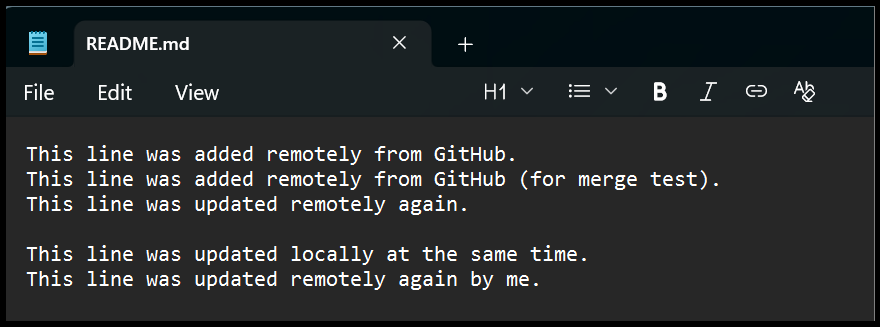 README.md
File Edit View H1 B I
This line was added remotely from GitHub.
This line was added remotely from GitHub (for merge test).
This line was updated remotely again.
This line was updated locally at the same time.
This line was updated remotely again by me.